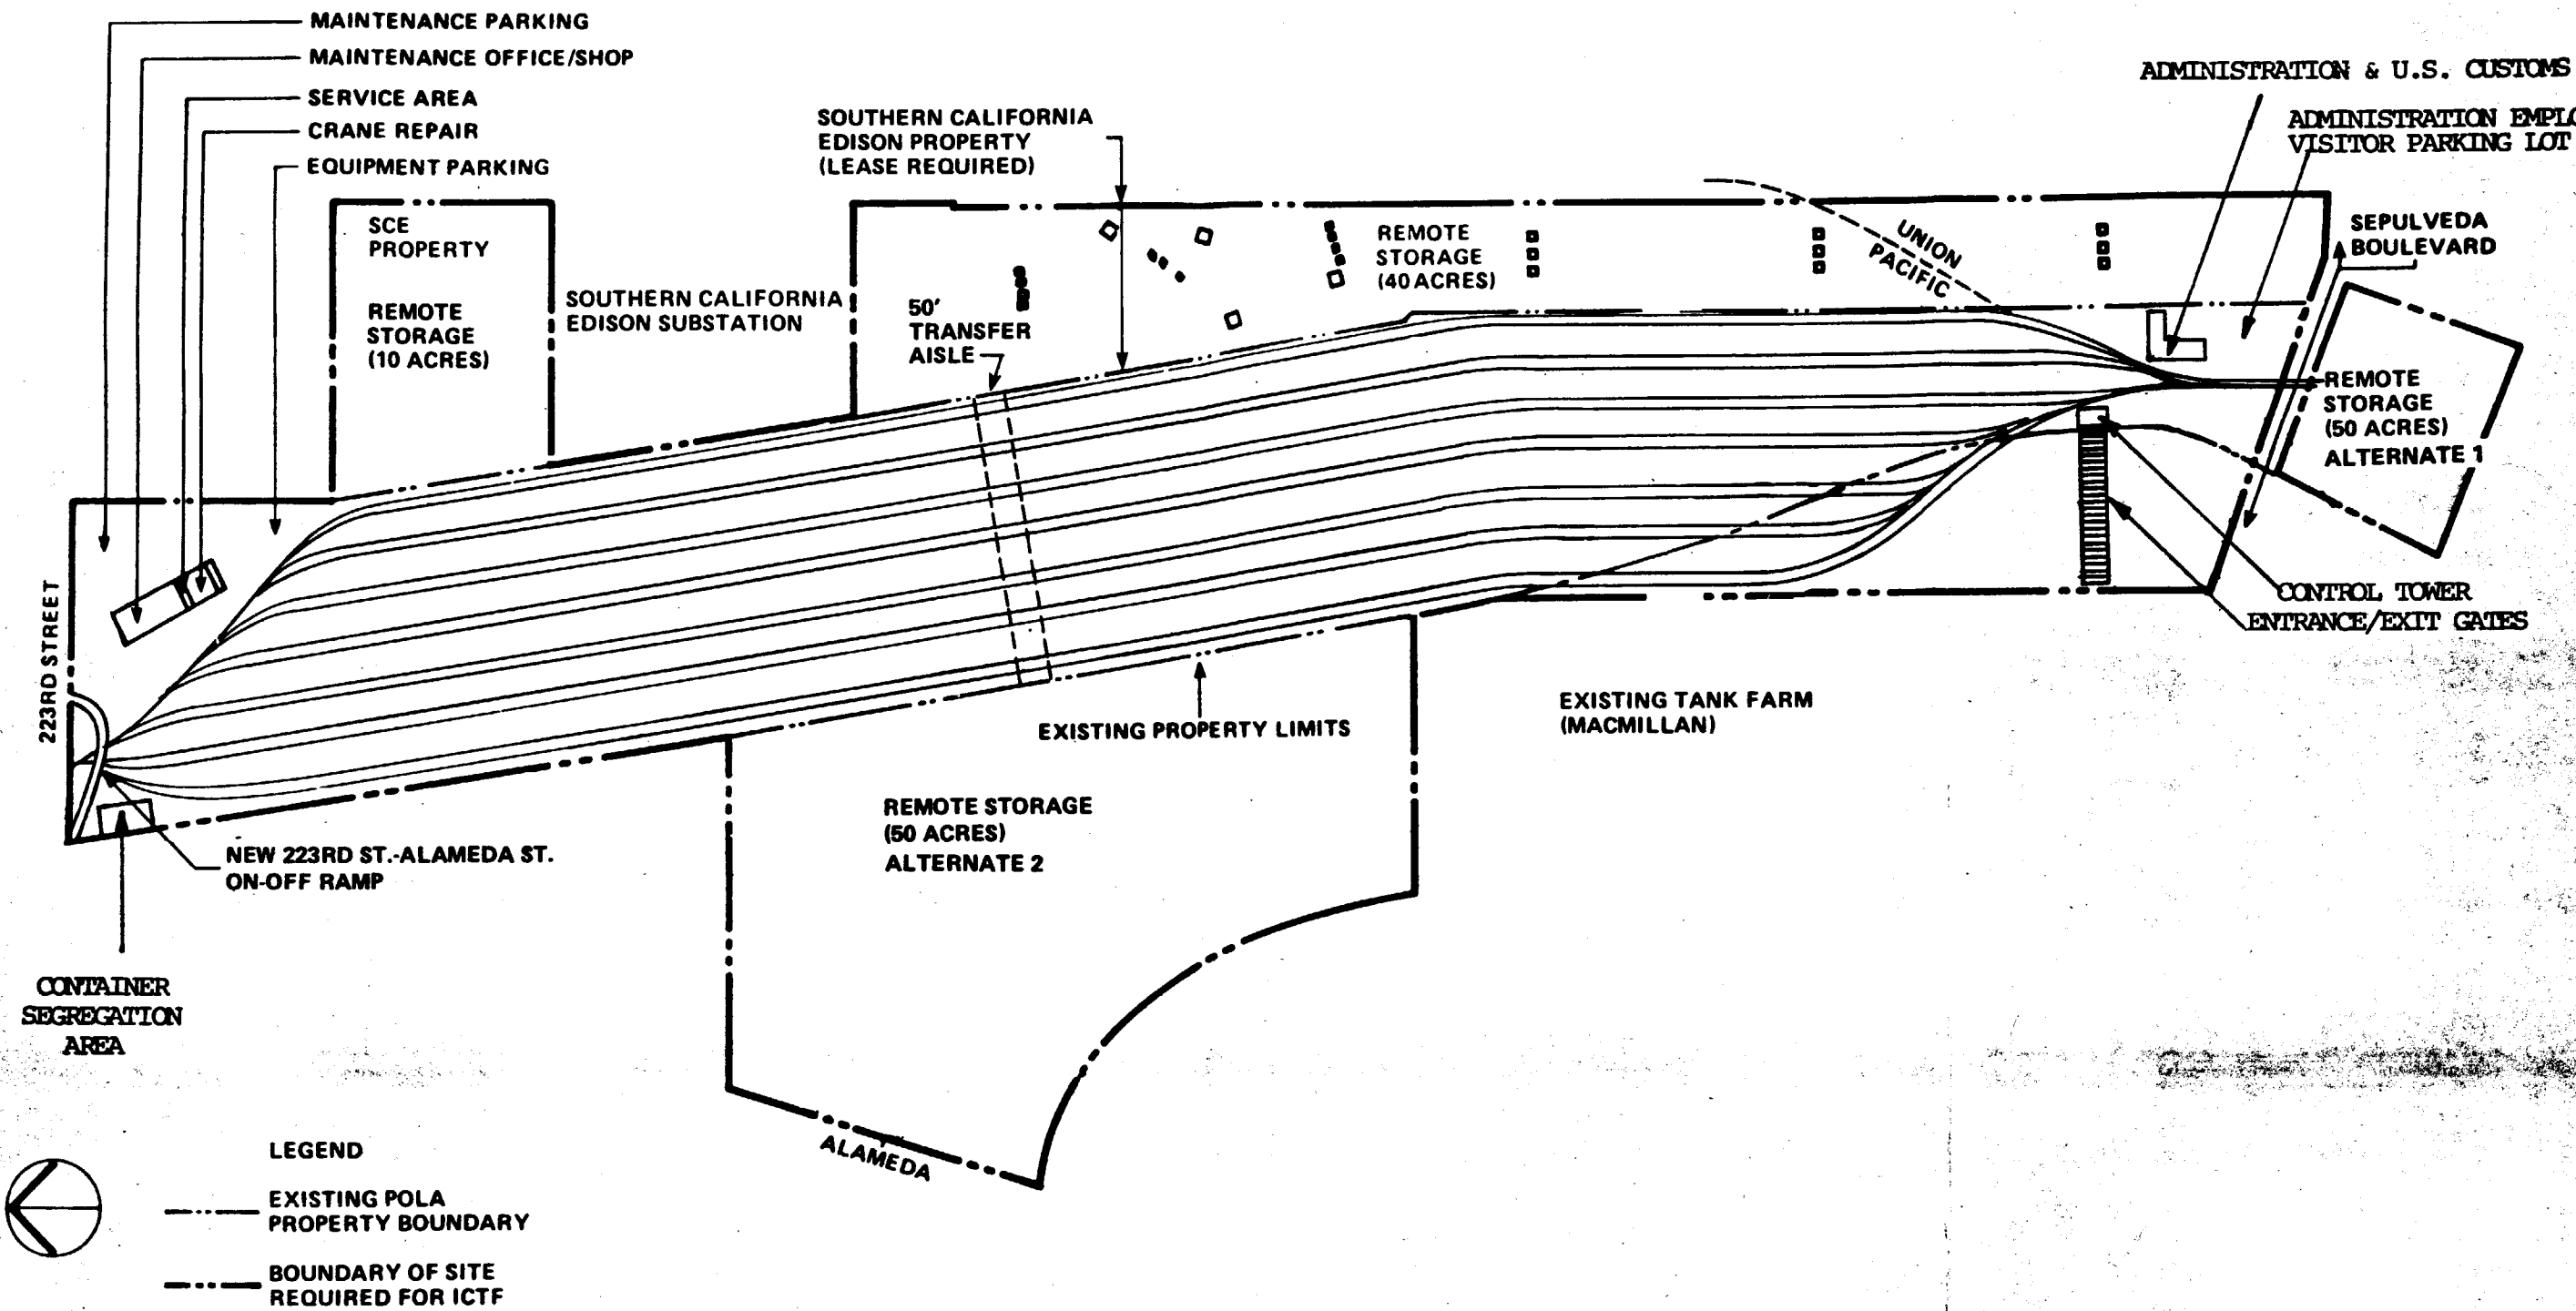 MAINTENANCE PARKING
MAINTENANCE OFFICE/SHOP
SERVICE AREA
CRANE REPAIR
EQUIPMENT PARKING
SOUTHERN CALIFORNIA
EDISON PROPERTY
(LEASE REQUIRED)
ADMINISTRATION & U.S. CUSTOMS
ADMINISTRATION
VISITOR PARKING LOT
SCE
PROPERTY
REMOTE
STORAGE
(10 ACRES)
SOUTHERN CALIFORNIA
EDISON SUBSTATION
50'
TRANSFER
AISLE
REMOTE
STORAGE
(40 ACRES)
UNION
PACIFIC
SEPULVEDA
BOULEVARD
REMOTE
STORAGE
(50 ACRES)
ALTERNATE 1
CONTROL TOWER
ENTRANCE/EXIT GATES
223RD STREET
EXISTING PROPERTY LIMITS
EXISTING TANK FARM
(MACMILLAN)
REMOTE STORAGE
(50 ACRES)
ALTERNATE 2
NEW 223RD ST.-ALAMEDA ST.
ON-OFF RAMP
CONTAINER
SEGREGATION
AREA
ALAMEDA
LEGEND
EXISTING POLA
PROPERTY BOUNDARY
BOUNDARY OF SITE
REQUIRED FOR ICTF